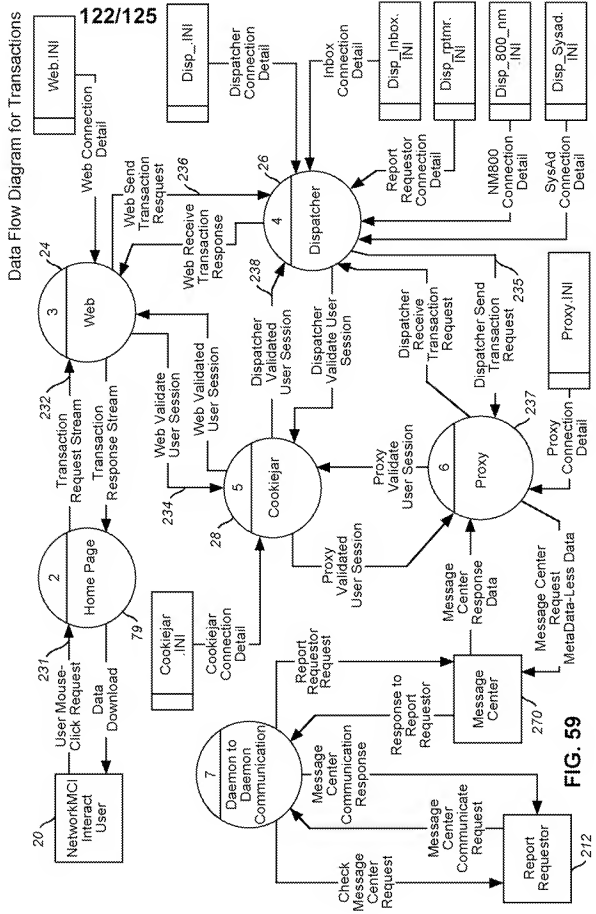 Data Flow Diagram for Transactions
122/125
Web.INI
Disp_.INI
Disp_Inbox.
INI
Disp_rptmr.
INI
Disp_800_nm
.INI
Disp_Sysad.
INI
Web Connection
Detail
Dispatcher
Connection
Detail
Inbox
Connection
Detail
Report
Requestor
Connection
Detail
NM800
Connection
Detail
SysAd
Connection
Detail
24
3
Web
Web Send
Transaction
Resquest
236
Web Receive
Transaction
Response
26
4
Dispatcher
238
235
232
Transaction
Request Stream
Transaction
Response Stream
Web Validate
User Session
234
Web Validated
User Session
Dispatcher
Validated
User Session
Dispatcher
Validate User
Session
Dispatcher
Receive
Transaction
Request
Dispatcher Send
Transaction
Request
Proxy.INI
5
Cookiejar
28
Proxy
Validate
User Session
Proxy
Validated
User Session
237
6
Proxy
Proxy
Connection
Detail
2
Home Page
79
Cookiejar
.INI
Cookiejar
Connection
Detail
Message
Center
Response
Data
Message Center
Request
MetaData-Less Data
231
User Mouse-
Click Request
Data
Download
20
NetworkMCI
Interact
User
7
Daemon to
Daemon
Communication
Report
Requestor
Request
Response to
Report
Requestor
Message
Center
270
Message
Center
Communication
Response
Message
Center
Communicate
Request
Check
Message
Center
Request
Report
Requestor
212
FIG. 59